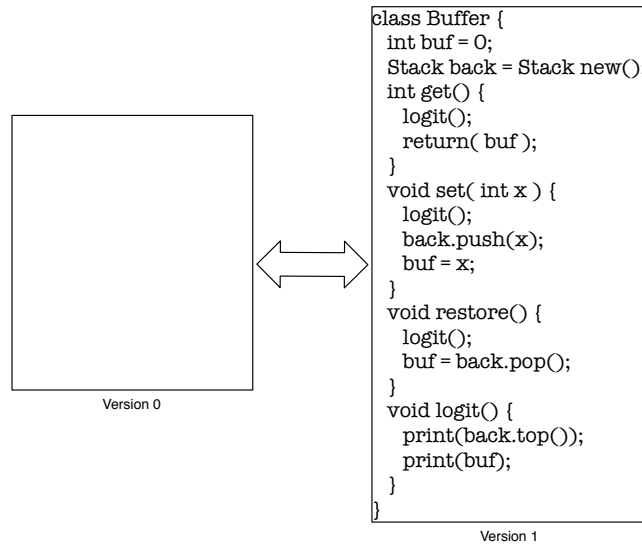 class Buffer {
int buf = 0;
Stack back = Stack new()
int get() {
logit();
return( buf );
}
void set( int x ) {
logit();
back.push(x);
buf = x;
}
void restore() {
logit();
buf = back.pop();
}
void logit() {
print(back.top());
print(buf);
}
}
Version 0
Version 1